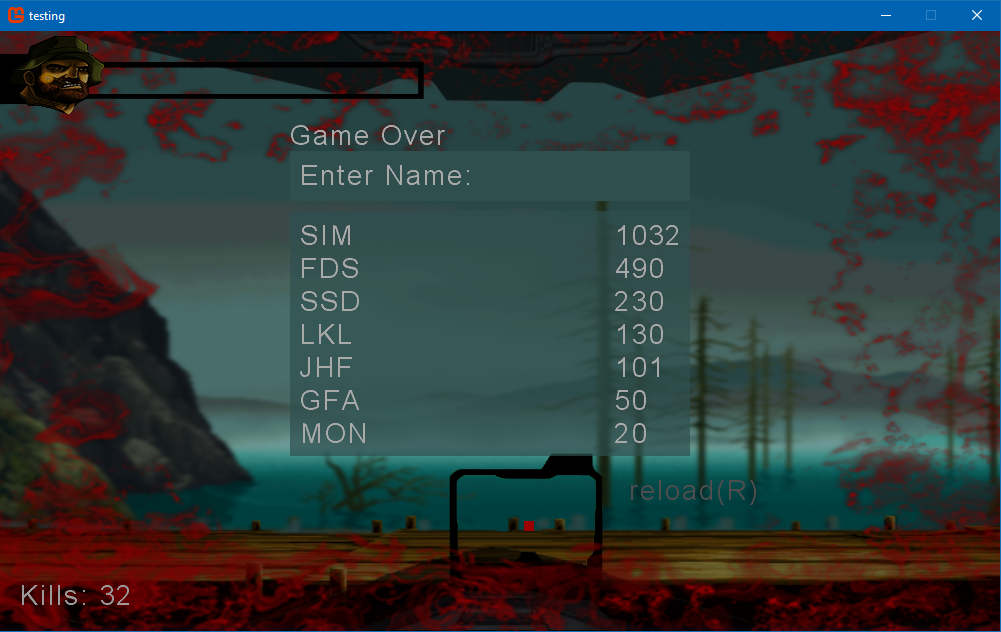 testing
Game Over
Enter Name:
SIM 1032
FDS 490
SSD 230
LKL 130
JHF 101
GFA 50
MON 20
reload(R)
Kills: 32